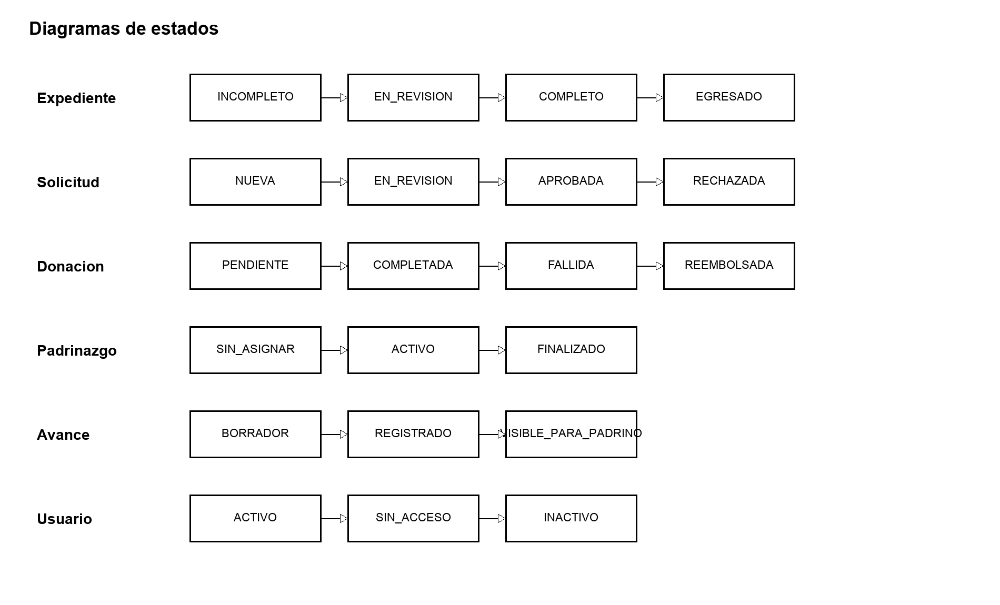 Diagramas de estados
Expediente INCOMPLETO EN_REVISION COMPLETO EGRESADO
Solicitud NUEVA EN_REVISION APROBADA RECHAZADA
Donacion PENDIENTE COMPLETADA FALLIDA REEMBOLSADA
Padrinazgo SIN_ASIGNAR ACTIVO FINALIZADO
Avance BORRADOR REGISTRADO VISIBLE_PARA_PADRINO
Usuario ACTIVO SIN_ACCESO INACTIVO